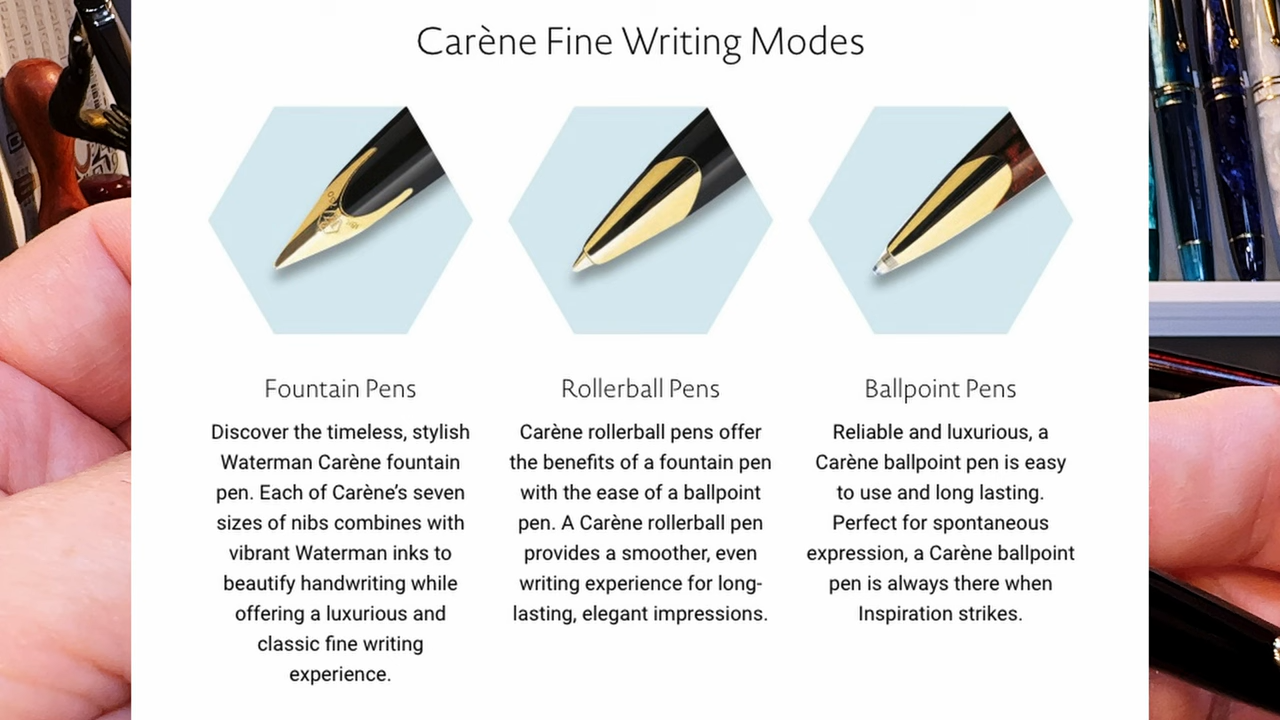 Carène Fine Writing Modes
Fountain Pens
Discover the timeless, stylish
Waterman Carène fountain
pen. Each of Carène’s seven
sizes of nibs combines with
vibrant Waterman inks to
beautify handwriting while
offering a luxurious and
classic fine writing
experience.
Rollerball Pens
Carène rollerball pens offer
the benefits of a fountain pen
with the ease of a ballpoint
pen. A Carène rollerball pen
provides a smoother, even
writing experience for long-
lasting, elegant impressions.
Ballpoint Pens
Reliable and luxurious, a
Carène ballpoint pen is easy
to use and long lasting.
Perfect for spontaneous
expression, a Carène ballpoint
pen is always there when
Inspiration strikes.